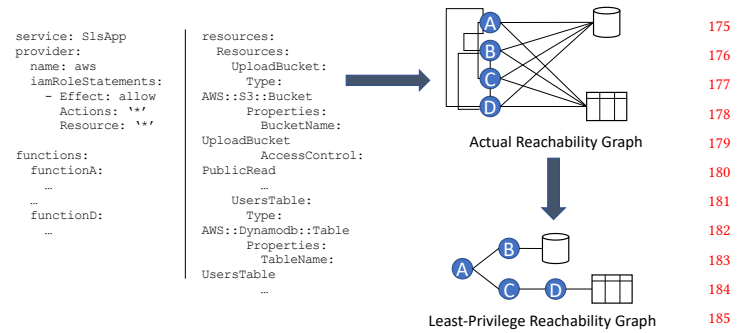 service: SlsApp
provider:
name: aws
iamRoleStatements:
- Effect: allow
Actions: ‘*’
Resource: ‘*’
functions:
functionA:
…
…
functionD:
…
resources:
Resources:
UploadBucket:
Type:
AWS::S3::Bucket
Properties:
BucketName:
UploadBucket
AccessControl:
PublicRead
…
UsersTable:
Type:
AWS::Dynamodb::Table
Properties:
TableName:
UsersTable
…
A
B
C
D
Actual Reachability Graph
A
B
C
D
Least-Privilege Reachability Graph
175
176
177
178
179
180
181
182
183
184
185